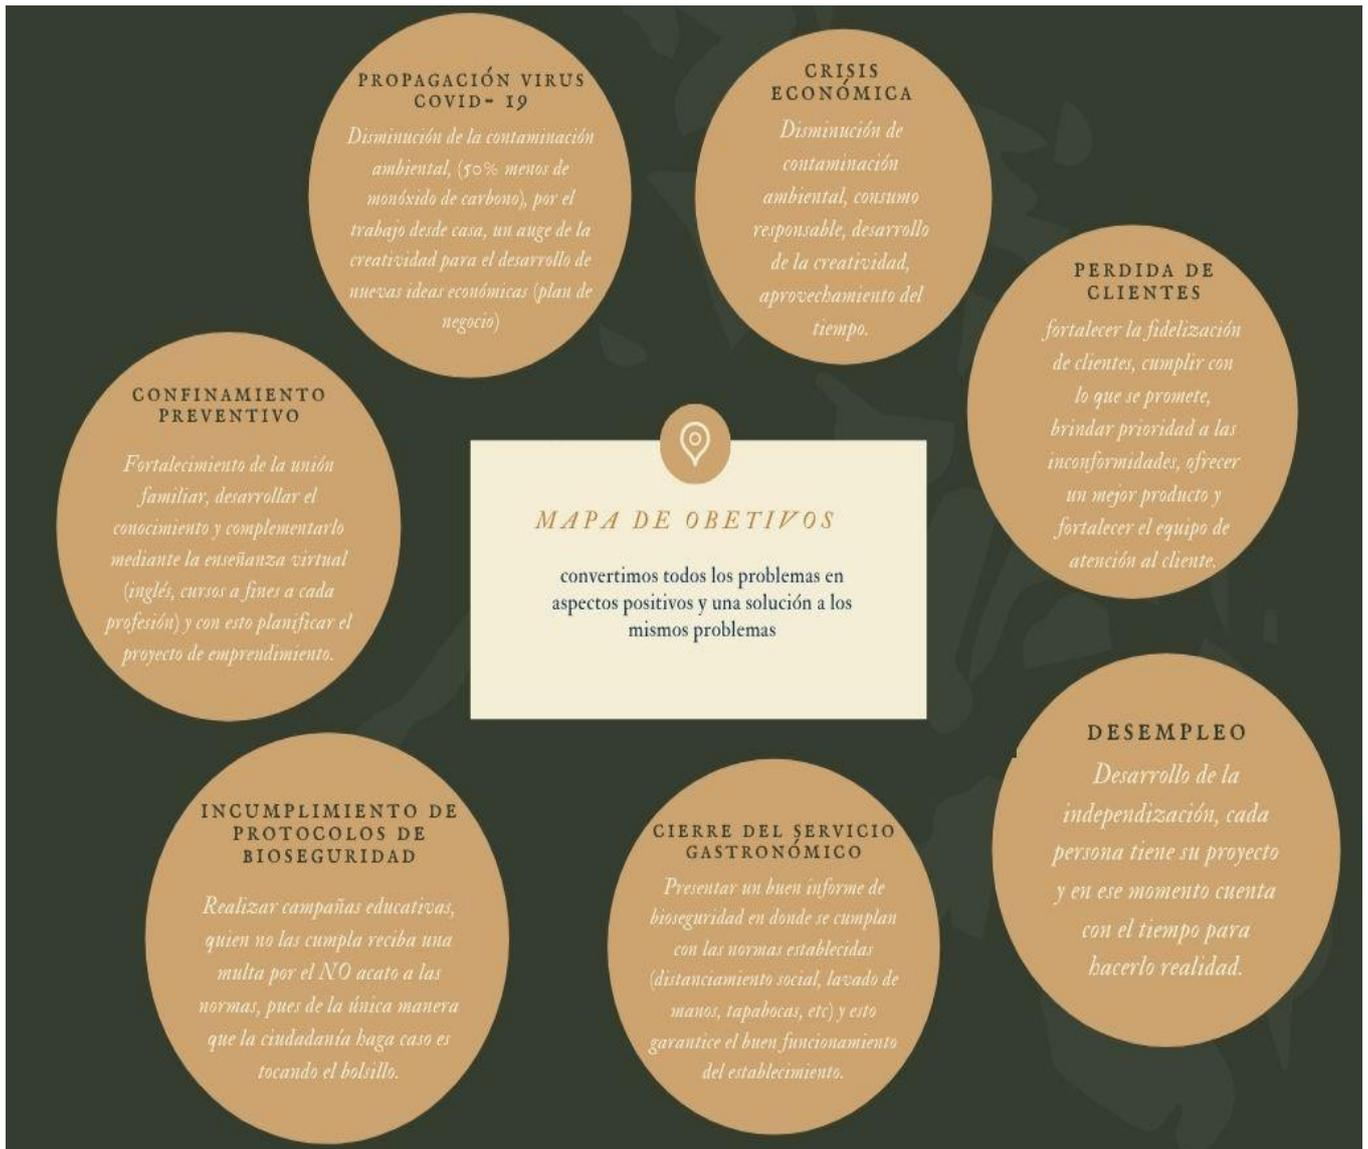 PROPAGACIÓN VIRUS
COVID- 19
Disminución de la contaminación
ambiental, (50% menos de
monóxido de carbono), por el
trabajo desde casa, un auge de la
creatividad para el desarrollo de
nuevas ideas económicas (plan de
negocio)
CRISIS
ECONÓMICA
Disminución de
contaminación
ambiental, consumo
responsable, desarrollo
de la creatividad,
aprovechamiento del
tiempo.
PERDIDA DE
CLIENTES
fortalecer la fidelización
de clientes, cumplir con
lo que se promete,
brindar prioridad a las
inconformidades, ofrecer
un mejor producto y
fortalecer el equipo de
atención al cliente.
CONFINAMIENTO
PREVENTIVO
Fortalecimiento de la unión
familiar, desarrollar el
conocimiento y complementarlo
mediante la enseñanza virtual
(inglés, cursos a fines a cada
profesión) y con esto planificar el
proyecto de emprendimiento.
MAPA DE OBETIVOS
convertimos todos los problemas en
aspectos positivos y una solución a los
mismos problemas
DESEMPLEO
Desarrollo de la
independización, cada
persona tiene su proyecto
y en ese momento cuenta
con el tiempo para
hacerlo realidad.
INCUMPLIMIENTO DE
PROTOCOLOS DE
BIOSEGURIDAD
Realizar campañas educativas,
quien no las cumpla reciba una
multa por el NO acato a las
normas, pues de la única manera
que la ciudadanía haga caso es
tocando el bolsillo.
CIERRE DEL SERVICIO
GASTRONÓMICO
Presentar un buen informe de
bioseguridad en donde se cumplan
con las normas establecidas
(distanciamiento social, lavado de
manos, tapabocas, etc) y esto
garantice el buen funcionamiento
del establecimiento.